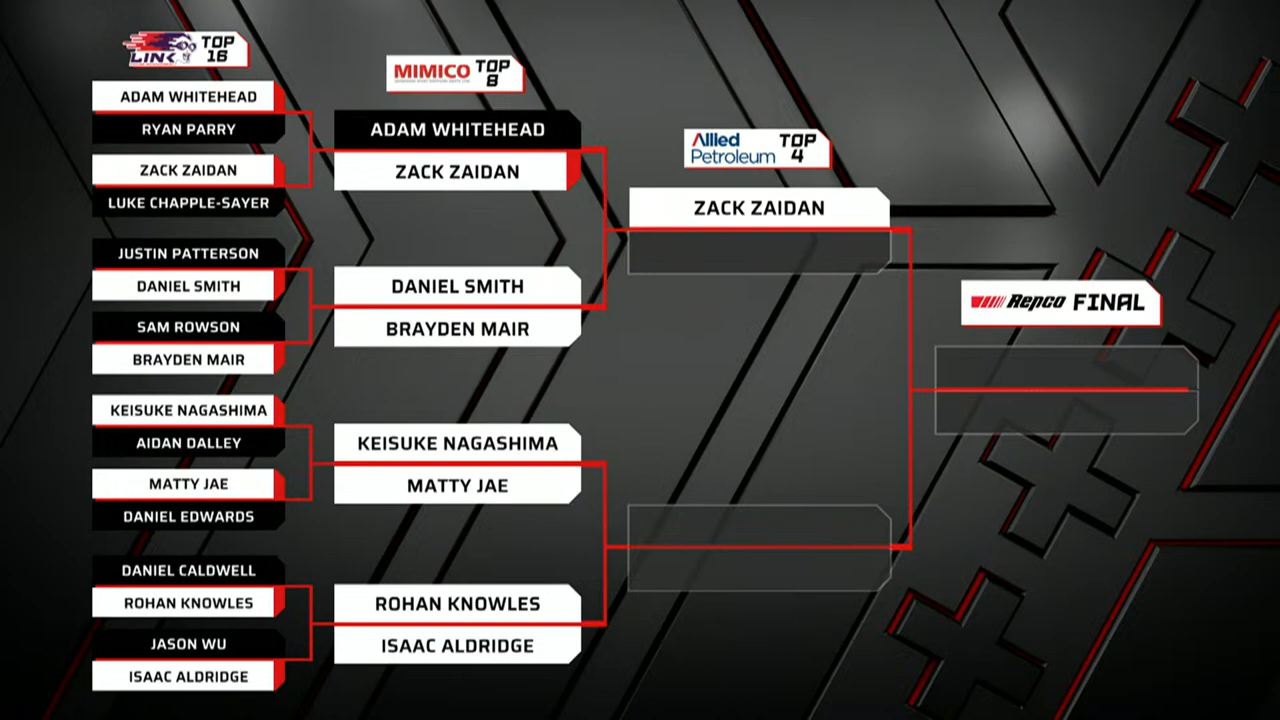 LINK TOP 16
ADAM WHITEHEAD
RYAN PARRY
ZACK ZAIDAN
LUKE CHAPPLE-SAYER
JUSTIN PATTERSON
DANIEL SMITH
SAM ROWSON
BRAYDEN MAIR
KEISUKE NAGASHIMA
AIDAN DALLEY
MATTY JAE
DANIEL EDWARDS
DANIEL CALDWELL
ROHAN KNOWLES
JASON WU
ISAAC ALDRIDGE
MIMICO TOP 8
ADAM WHITEHEAD
ZACK ZAIDAN
DANIEL SMITH
BRAYDEN MAIR
KEISUKE NAGASHIMA
MATTY JAE
ROHAN KNOWLES
ISAAC ALDRIDGE
Allied Petroleum TOP 4
ZACK ZAIDAN
Repco FINAL